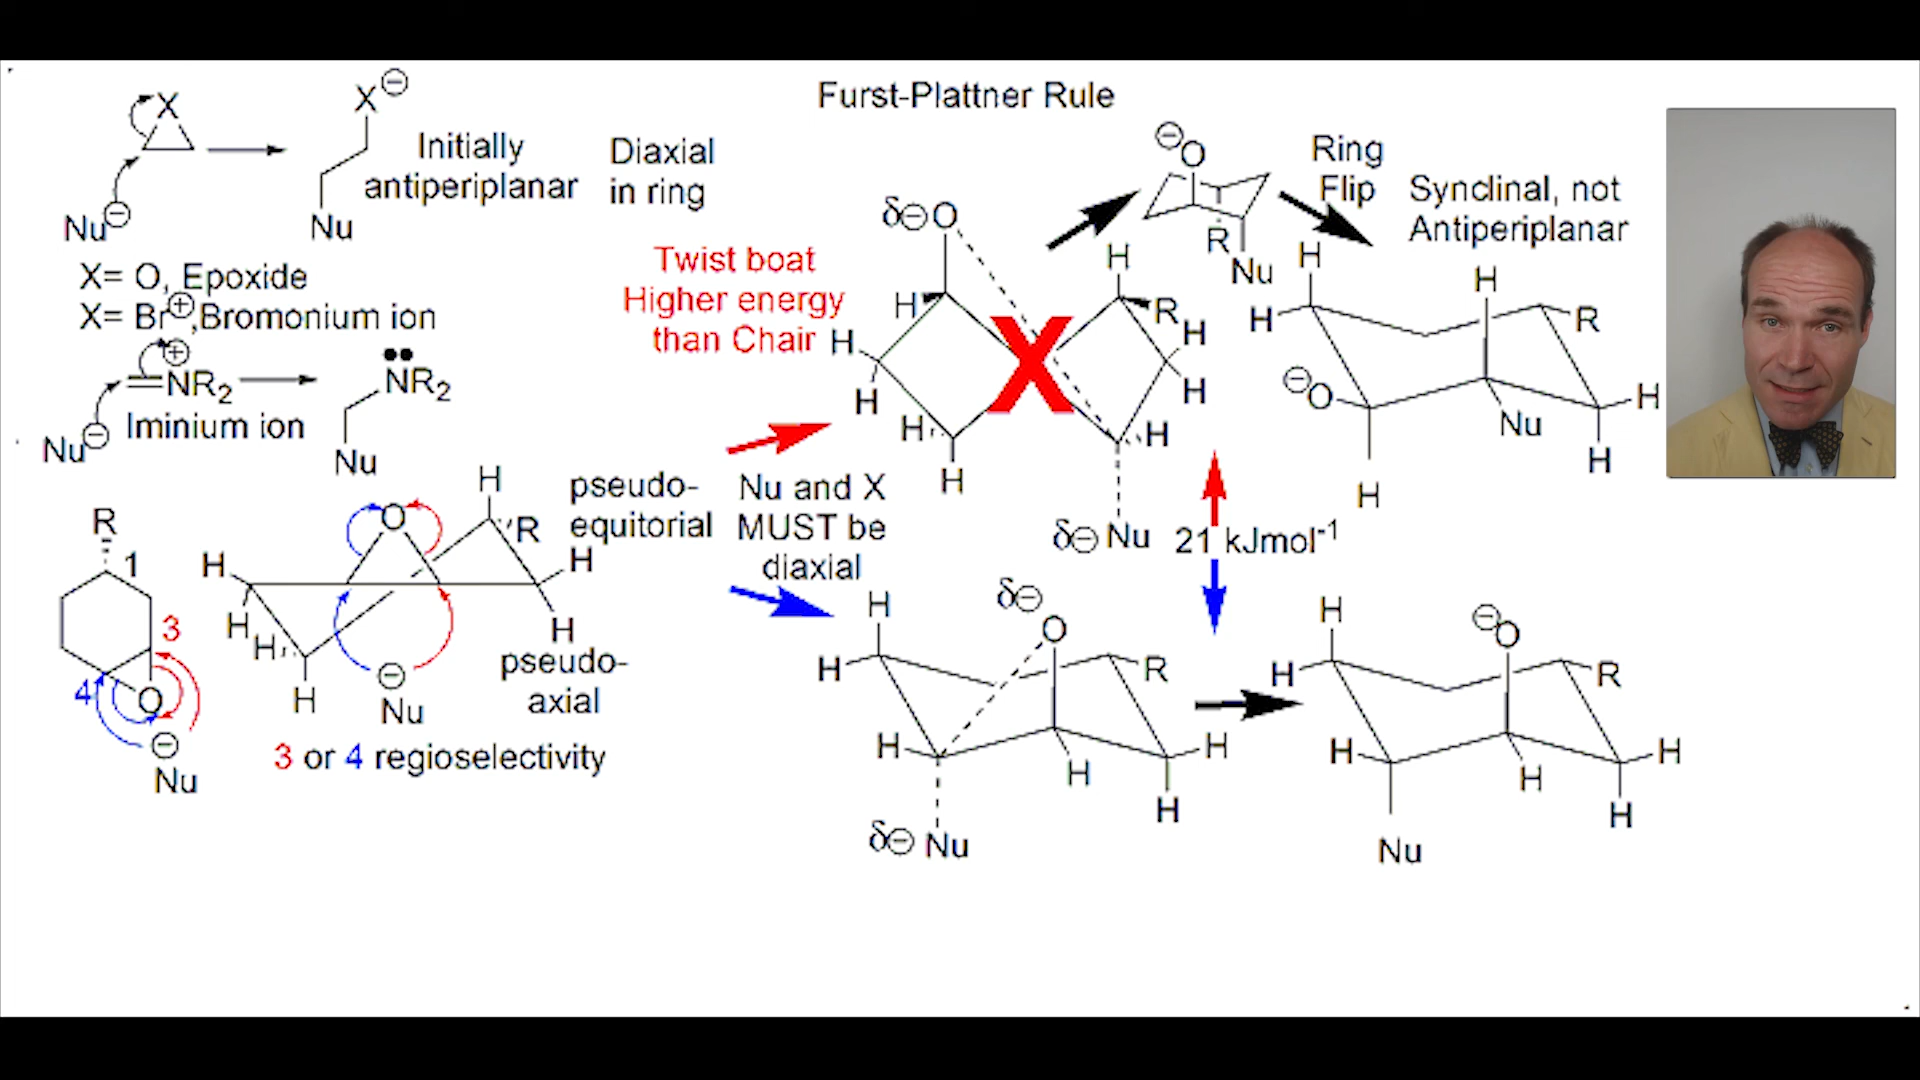 Furst-Plattner Rule
X
X⊖
Initially
antiperiplanar
Diaxial
in ring
Nu⊖
Nu
X= O, Epoxide
X= Br⊕,Bromonium ion
⊕
=NR2
NR2
Iminium ion
Nu⊖
Nu
R
1
3
4
O
⊖
Nu
O
H
R
H
H
H
H
H
H
⊖
Nu
pseudo-
equitorial
pseudo-
axial
3 or 4 regioselectivity
Twist boat
Higher energy
than Chair
Nu and X
MUST be
diaxial
δ⊖O
H
H
H
H
H
X
H
R
H
H
H
δ⊖Nu
⊖
O
R
Nu
Ring
Flip
Synclinal, not
Antiperiplanar
H
H
H
R
⊖
O
Nu
H
H
H
21 kJmol-1
δ⊖
O
H
H
R
H
H
H
H
δ⊖Nu
⊖
O
H
H
R
H
H
H
H
Nu